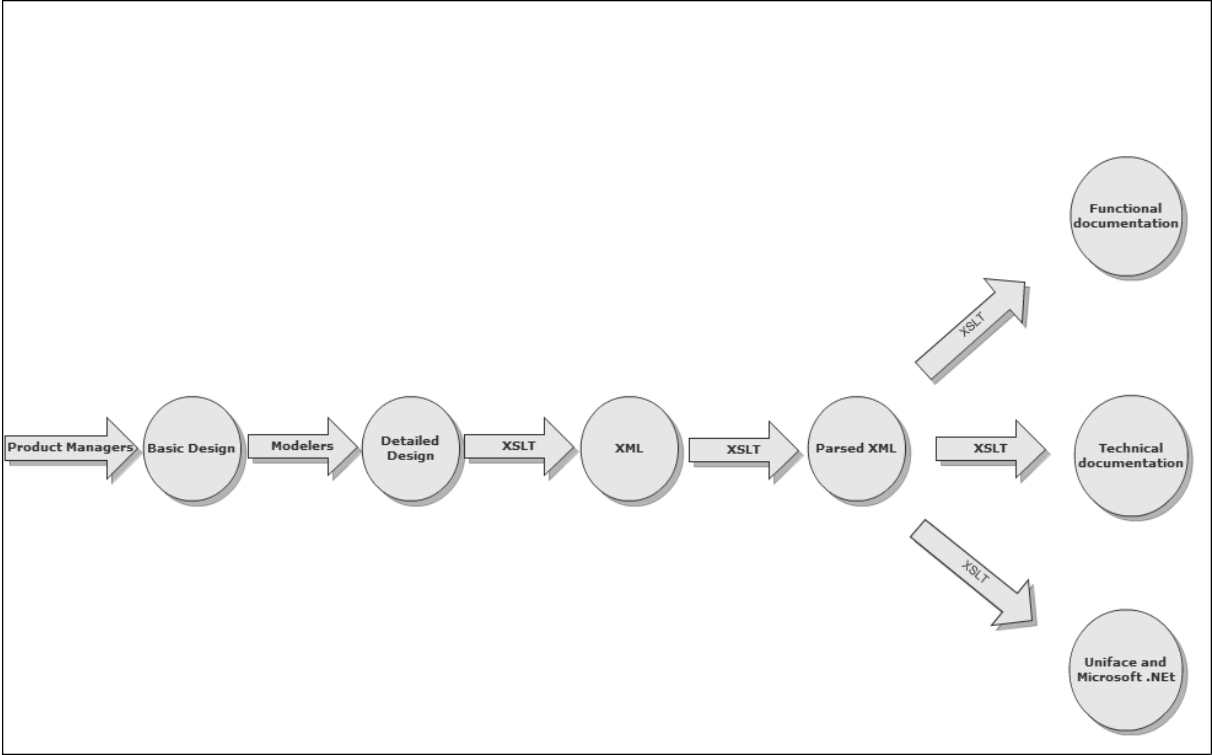 Functional
documentation
XSLT
Product Managers
Basic Design
Modelers
Detailed
Design
XSLT
XML
XSLT
Parsed XML
XSLT
Technical
documentation
XSLT
Uniface and
Microsoft .NEt